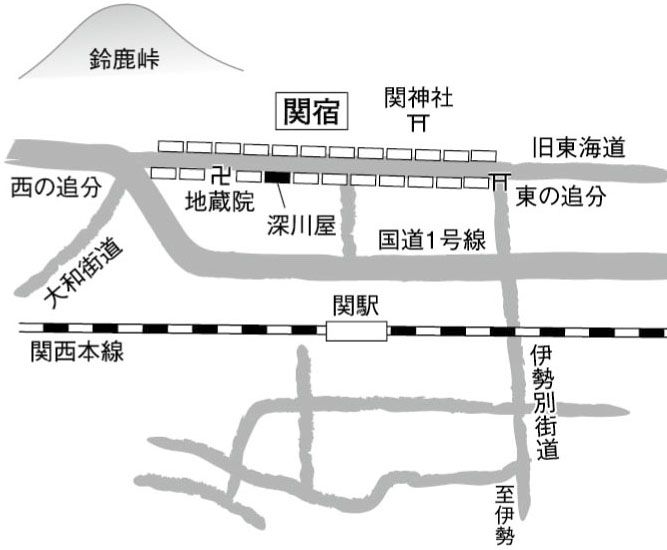 鈴鹿峠
関宿
関神社
旧東海道
西の追分
地蔵院
東の追分
深川屋
国道1号線
大和街道
関駅
関西本線
伊勢別街道
至伊勢